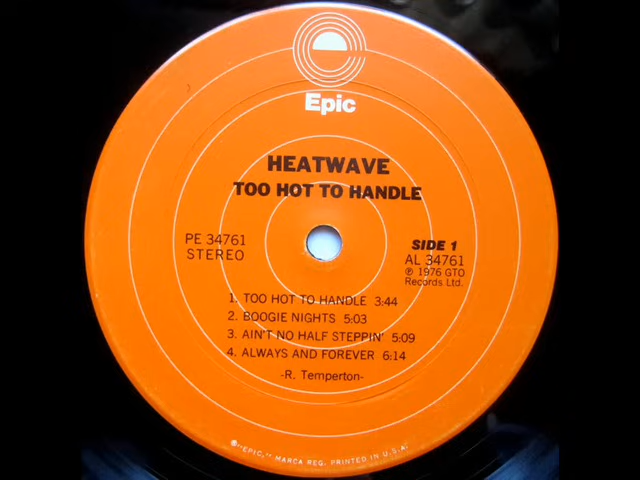 Epic
HEATWAVE
TOO HOT TO HANDLE
PE 34761
STEREO
SIDE 1
AL 34761
℗ 1976 GTO
Records Ltd.
1. TOO HOT TO HANDLE 3:44
2. BOOGIE NIGHTS 5:03
3. AIN'T NO HALF STEPPIN' 5:09
4. ALWAYS AND FOREVER 6:14
-R. Temperton-
®"EPIC," MARCA REG. PRINTED IN U.S.A.